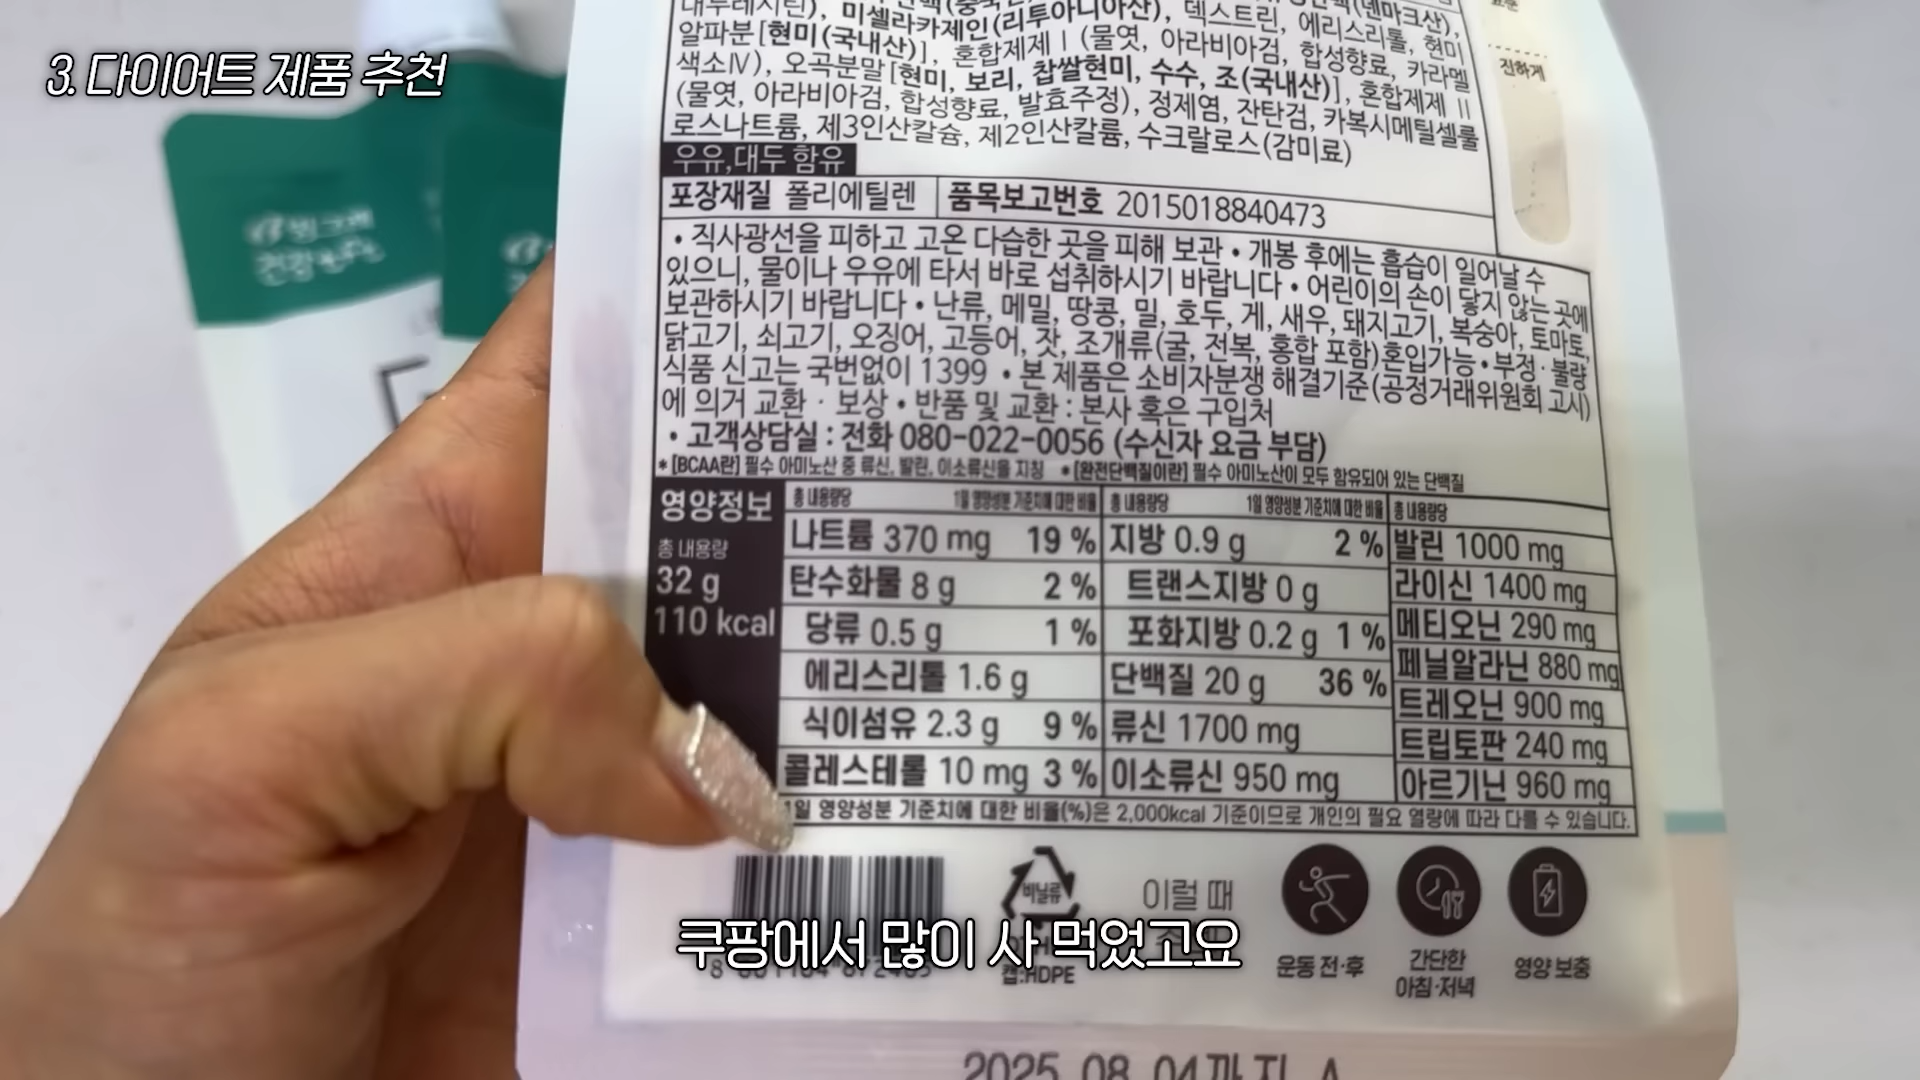 3. 다이어트 제품 추천
대두레시틴), 미셀라카제인(리투아니아산), 덱스트린, 에리스리톨, 현미
알파분[현미(국내산)], 혼합제제Ⅰ(물엿, 아라비아검, 합성향료, 카라멜
색소Ⅳ), 오곡분말[현미, 보리, 찹쌀현미, 수수, 조(국내산)], 혼합제제Ⅱ
(물엿, 아라비아검, 합성향료, 발효주정), 정제염, 잔탄검, 카복시메틸셀룰
로스나트륨, 제3인산칼슘, 제2인산칼륨, 수크랄로스(감미료)
우유,대두 함유
진하게
포장재질 폴리에틸렌 품목보고번호 2015018840473
• 직사광선을 피하고 고온 다습한 곳을 피해 보관 • 개봉 후에는 흡습이 일어날 수
있으니, 물이나 우유에 타서 바로 섭취하시기 바랍니다 • 어린이의 손이 닿지 않는 곳에
보관하시기 바랍니다 • 난류, 메밀, 땅콩, 밀, 호두, 게, 새우, 돼지고기, 복숭아, 토마토,
닭고기, 쇠고기, 오징어, 고등어, 잣, 조개류(굴, 전복, 홍합 포함)혼입가능 • 부정·불량
식품 신고는 국번없이 1399 • 본 제품은 소비자분쟁 해결기준(공정거래위원회 고시)
에 의거 교환·보상 • 반품 및 교환 : 본사 혹은 구입처
• 고객상담실 : 전화 080-022-0056 (수신자 요금 부담)
* [BCAA란] 필수 아미노산 중 류신, 발린, 이소류신을 지칭 * [완전단백질이란] 필수 아미노산이 모두 함유되어 있는 단백질
영양정보
총 내용량
32 g
110 kcal
총 내용량당 1일 영양성분 기준치에 대한 비율
나트륨 370 mg 19 %
탄수화물 8 g 2 %
당류 0.5 g 1 %
에리스리톨 1.6 g
식이섬유 2.3 g 9 %
콜레스테롤 10 mg 3 %
총 내용량당 1일 영양성분 기준치에 대한 비율
지방 0.9 g 2 %
트랜스지방 0 g
포화지방 0.2 g 1 %
단백질 20 g 36 %
류신 1700 mg
이소류신 950 mg
총 내용량당
발린 1000 mg
라이신 1400 mg
메티오닌 290 mg
페닐알라닌 880 mg
트레오닌 900 mg
트립토판 240 mg
아르기닌 960 mg
1일 영양성분 기준치에 대한 비율(%)은 2,000kcal 기준이므로 개인의 필요 열량에 따라 다를 수 있습니다.
비닐류
캡:HDPE
이럴 때
운동 전·후
간단한
아침·저녁
영양 보충
쿠팡에서 많이 사 먹었고요
2025.08.04까지 A
빙그레
건강